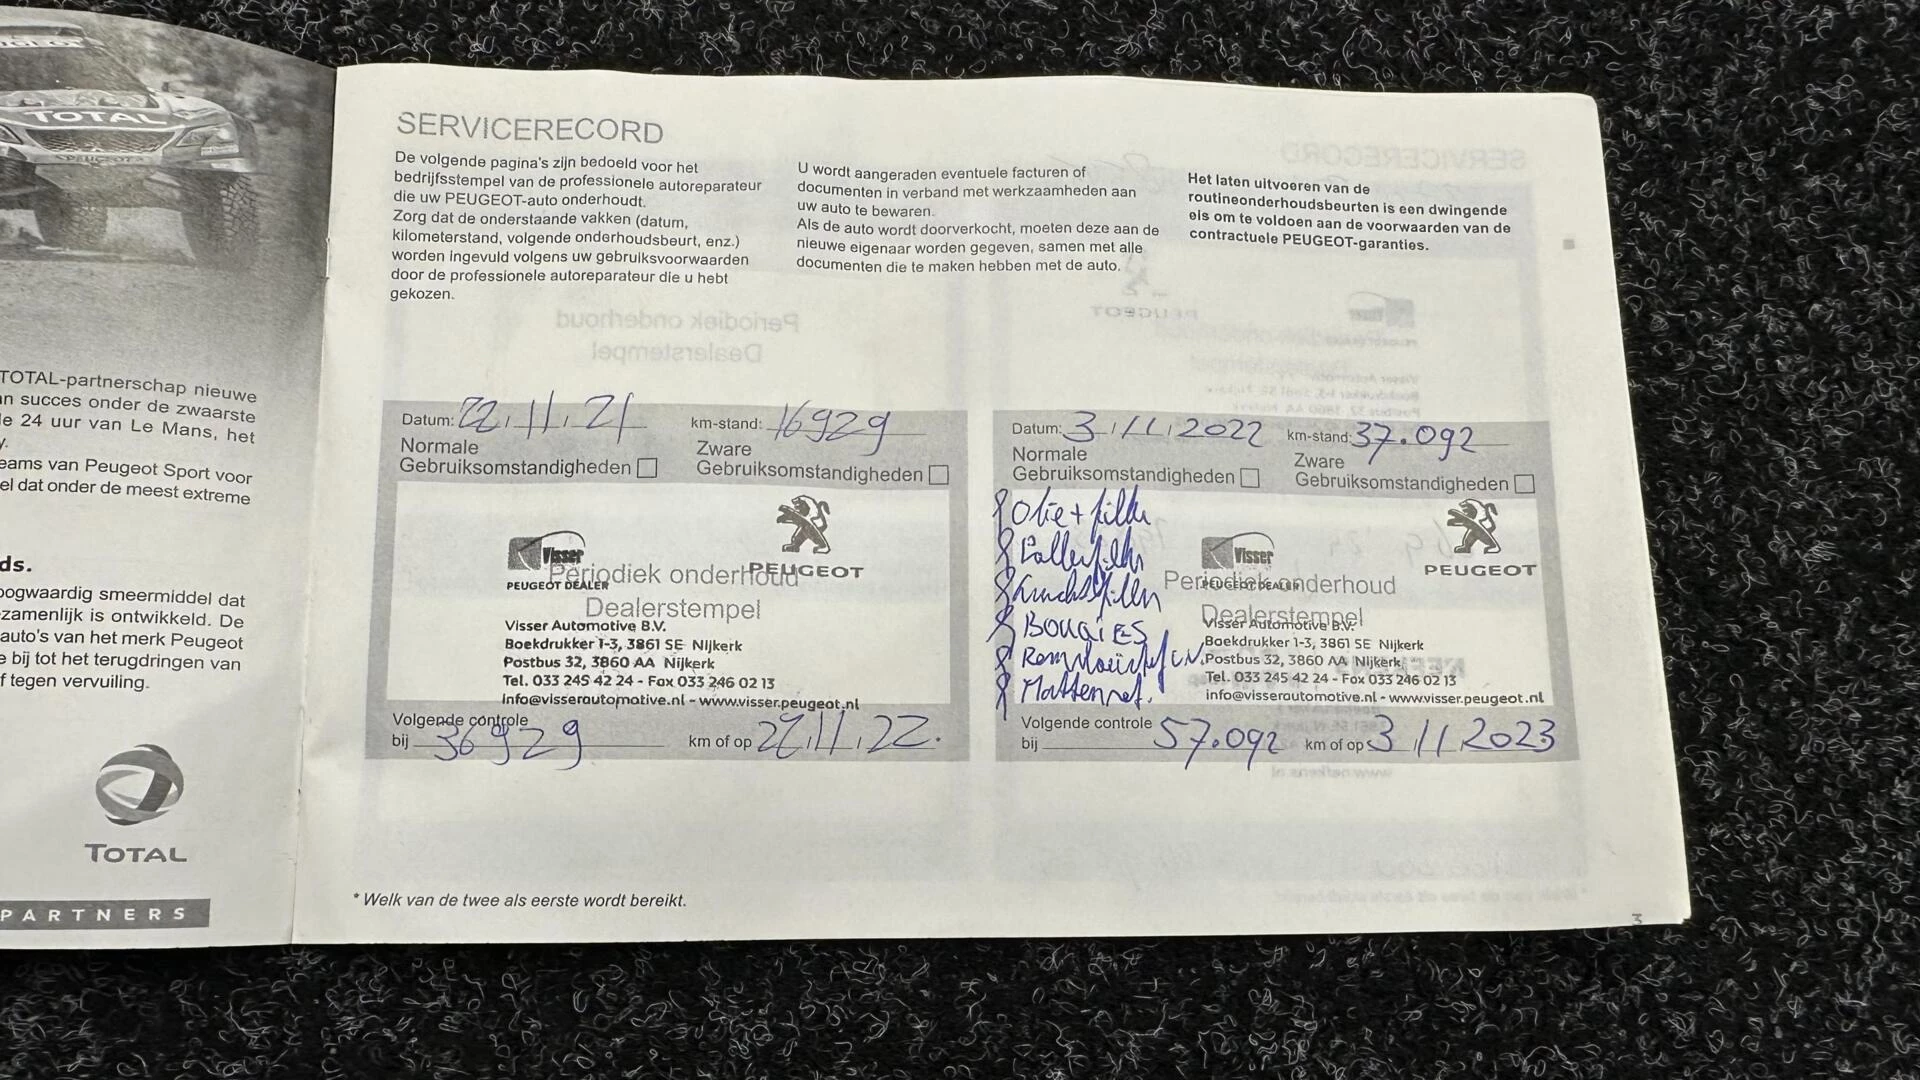 PEUGEOT
TOTAL
PEUGEOT
TOTAL-partnerschap nieuwe
n succes onder de zwaarste
le 24 uur van Le Mans, het
eams van Peugeot Sport voor
el dat onder de meest extreme
ds.
oogwaardig smeermiddel dat
zamenlijk is ontwikkeld. De
auto's van het merk Peugeot
e bij tot het terugdringen van
f tegen vervuiling.
TOTAL
PARTNERS
SERVICERECORD
De volgende pagina's zijn bedoeld voor het
bedrijfsstempel van de professionele autoreparateur
die uw PEUGEOT-auto onderhoudt.
Zorg dat de onderstaande vakken (datum,
kilometerstand, volgende onderhoudsbeurt, enz.)
worden ingevuld volgens uw gebruiksvoorwaarden
door de professionele autoreparateur die u hebt
gekozen.
U wordt aangeraden eventuele facturen of
documenten in verband met werkzaamheden aan
uw auto te bewaren.
Als de auto wordt doorverkocht, moeten deze aan de
nieuwe eigenaar worden gegeven, samen met alle
documenten die te maken hebben met de auto.
Het laten uitvoeren van de
routineonderhoudsbeurten is een dwingende
eis om te voldoen aan de voorwaarden van de
contractuele PEUGEOT-garanties.
Datum: 22.11.21 km-stand: 16929
Normale
Gebruiksomstandigheden
Zware
Gebruiksomstandigheden
Visser
PEUGEOT DEALER
PEUGEOT
Periodiek onderhoud
Dealerstempel
Visser Automotive B.V.
Boekdrukker 1-3, 3861 SE Nijkerk
Postbus 32, 3860 AA Nijkerk
Tel. 033 245 42 24 - Fax 033 246 02 13
info@visserautomotive.nl - www.visser.peugeot.nl
Volgende controle
bij 36929 km of op 22.11.22.
Datum: 3/11.2022 km-stand: 37.092
Normale
Gebruiksomstandigheden
Zware
Gebruiksomstandigheden
Olie + filter
Pollenfilter
Luchtfilter
BOUGIES
Remvloeistof
Mattenset.
Visser
PEUGEOT DEALER
PEUGEOT
Periodiek onderhoud
Dealerstempel
Visser Automotive B.V.
Boekdrukker 1-3, 3861 SE Nijkerk
Postbus 32, 3860 AA Nijkerk
Tel. 033 245 42 24 - Fax 033 246 02 13
info@visserautomotive.nl - www.visser.peugeot.nl
Volgende controle
bij 57.092 km of op 3/11.2023
* Welk van de twee als eerste wordt bereikt.
3